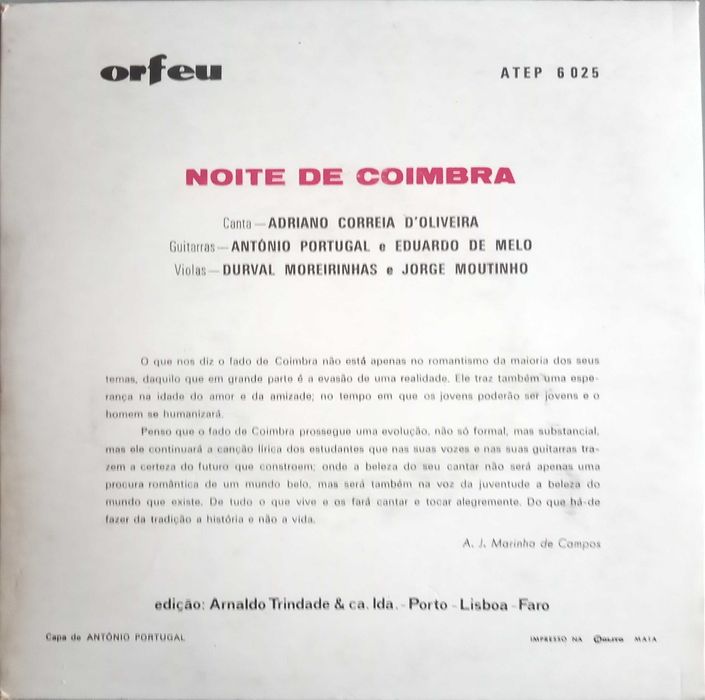 orfeu
ATEP 6025
NOITE DE COIMBRA
Canta — ADRIANO CORREIA D'OLIVEIRA
Guitarras — ANTÓNIO PORTUGAL e EDUARDO DE MELO
Violas — DURVAL MOREIRINHAS e JORGE MOUTINHO
O que nos diz o fado de Coimbra não está apenas no romantismo da maioria dos seus
temas, daquilo que em grande parte é a evasão de uma realidade. Ele traz também uma espe-
rança na idade do amor e da amizade; no tempo em que os jovens poderão ser jovens e o
homem se humanizará.
Penso que o fado de Coimbra prossegue uma evolução, não só formal, mas substancial,
mas ele continuará a canção lírica dos estudantes que nas suas vozes e nas suas guitarras tra-
zem a certeza do futuro que constroem; onde a beleza do seu cantar não será apenas uma
procura romântica de um mundo belo, mas será também na voz da juventude a beleza do
mundo que existe. De tudo o que vive e os fará cantar e tocar alegremente. Do que há-de
fazer da tradição a história e não a vida.
A. J. Marinha de Campos
edição: Arnaldo Trindade & ca. lda. - Porto - Lisboa - Faro
Capa de ANTÓNIO PORTUGAL
IMPRESSO NA MAIA